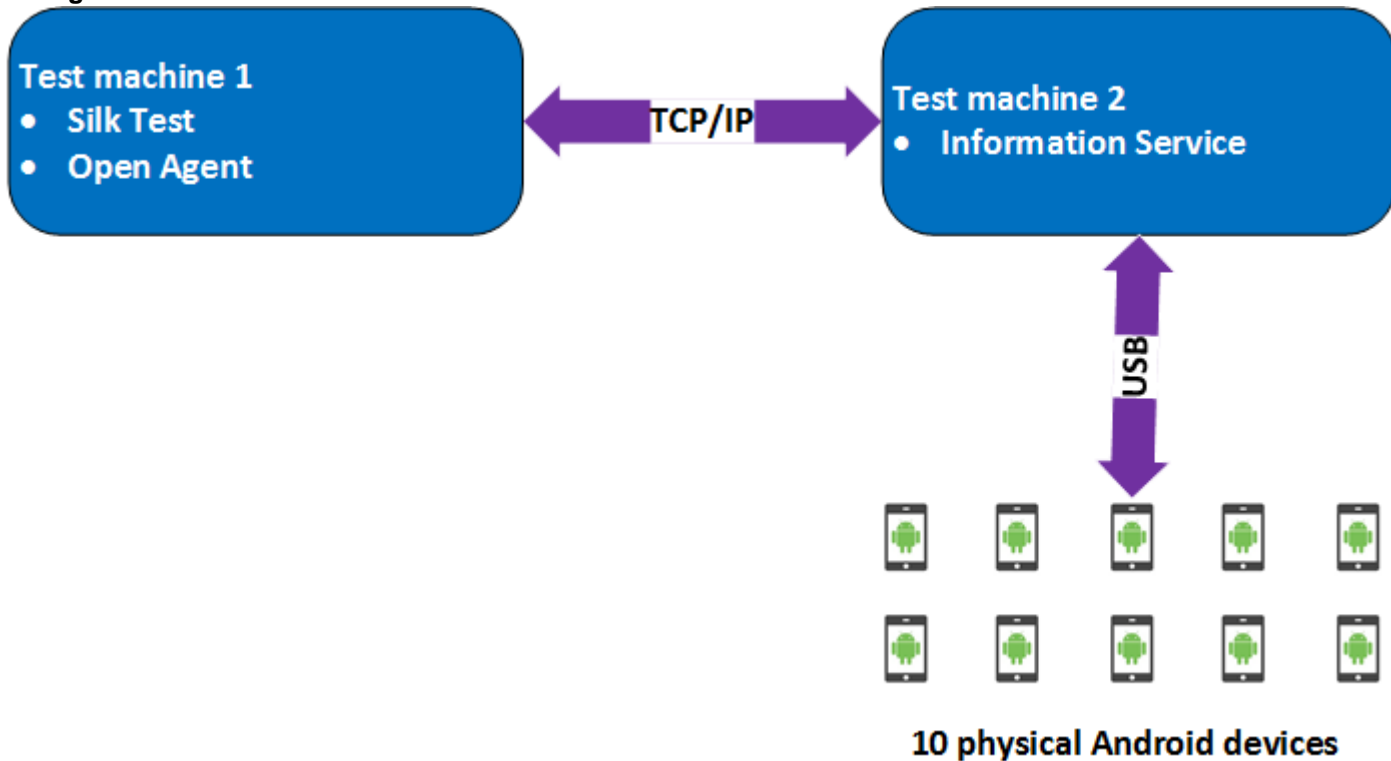 Test machine 1
• Silk Test
• Open Agent
TCP/IP
Test machine 2
• Information Service
USB
10 physical Android devices